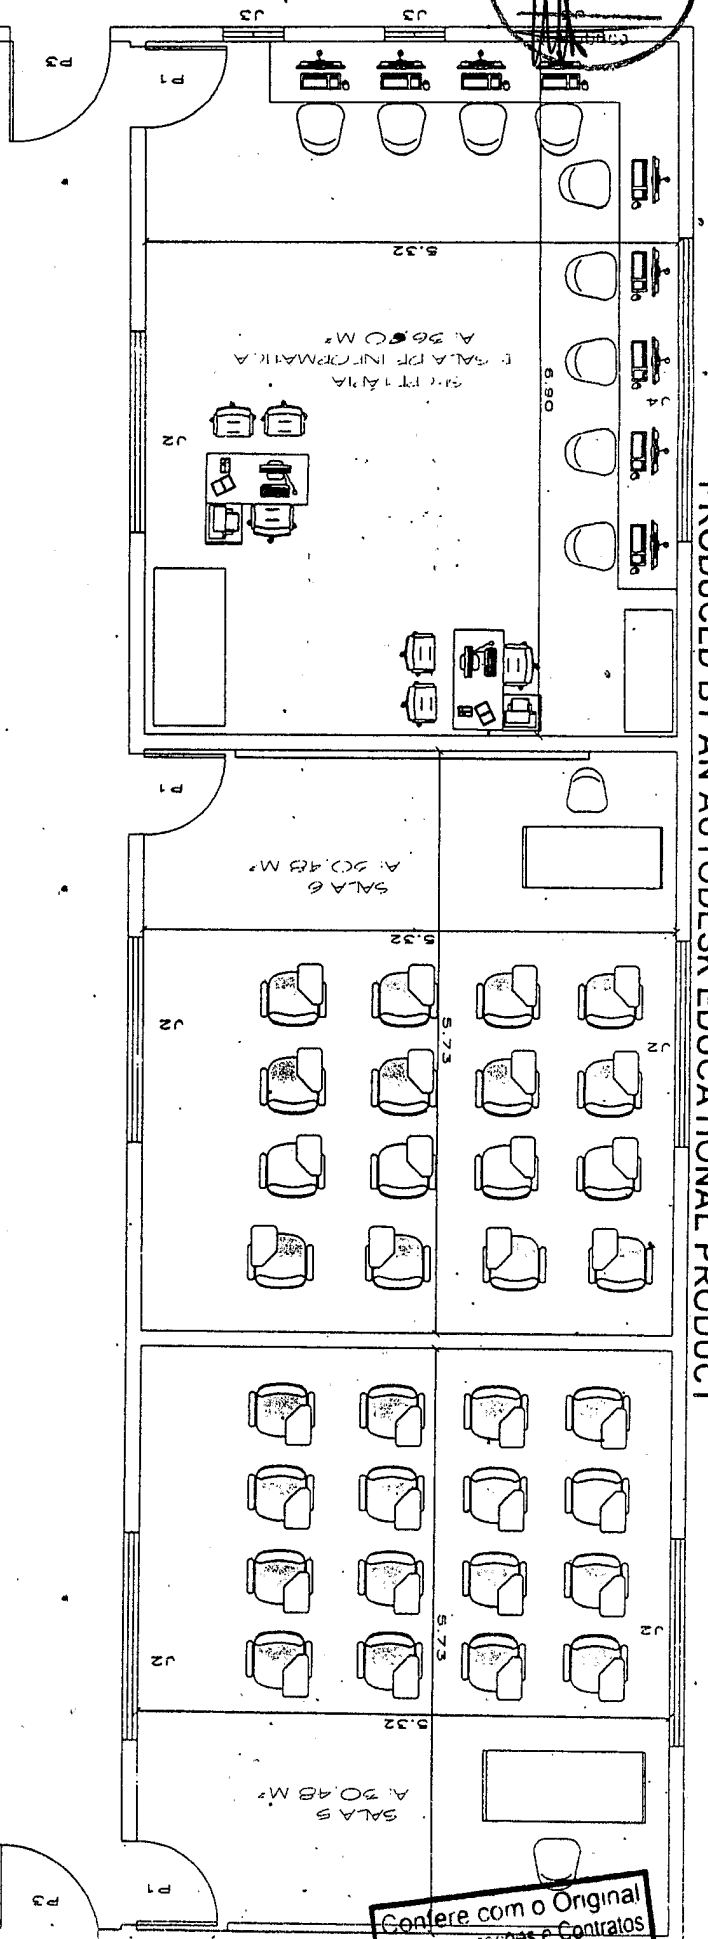 J3
J3
P3
P1
5.32
SECRETÁRIA
E SALA DE INFORMÁTICA
A: 36,60 M²
6.90
J4
J2
PRODUCED BY AN AUTODESK EDUCATIONAL PRODUCT
P1
SALA 6
A: 30,48 M²
5.32
J2
5.73
J2
J2
5.73
J2
5.32
SALA 5
A: 30,48 M²
P3
P1
Confere com o Original
e Contratos